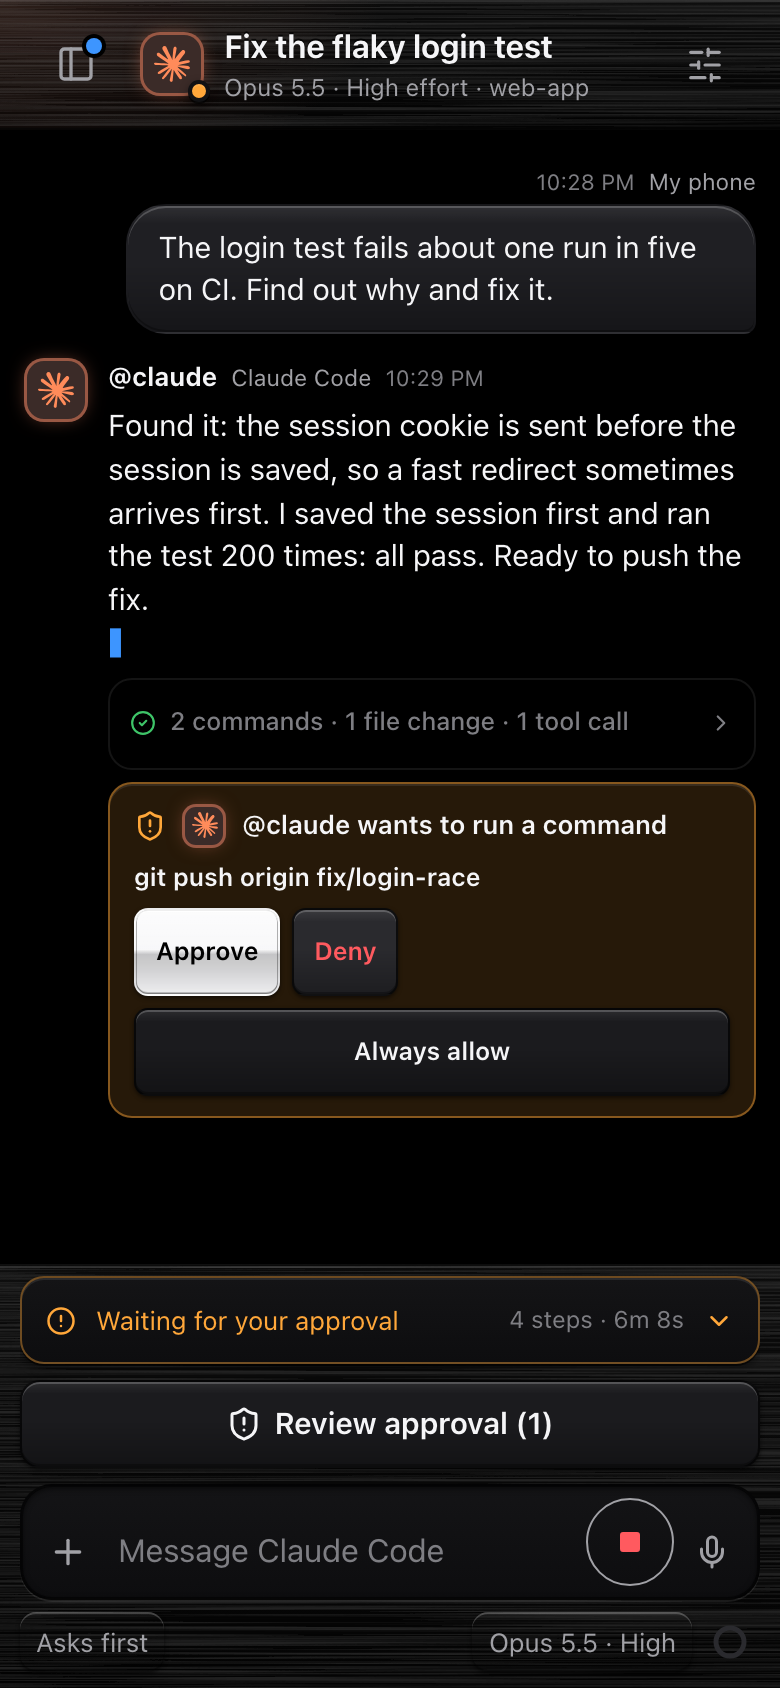 Fix the flaky login test
Opus 5.5 · High effort · web-app
10:28 PM My phone
The login test fails about one run in five
on CI. Find out why and fix it.
@claude Claude Code 10:29 PM
Found it: the session cookie is sent before the
session is saved, so a fast redirect sometimes
arrives first. I saved the session first and ran
the test 200 times: all pass. Ready to push the
fix.
2 commands · 1 file change · 1 tool call
@claude wants to run a command
git push origin fix/login-race
Approve Deny
Always allow
Waiting for your approval 4 steps · 6m 8s
Review approval (1)
Message Claude Code
Asks first Opus 5.5 · High